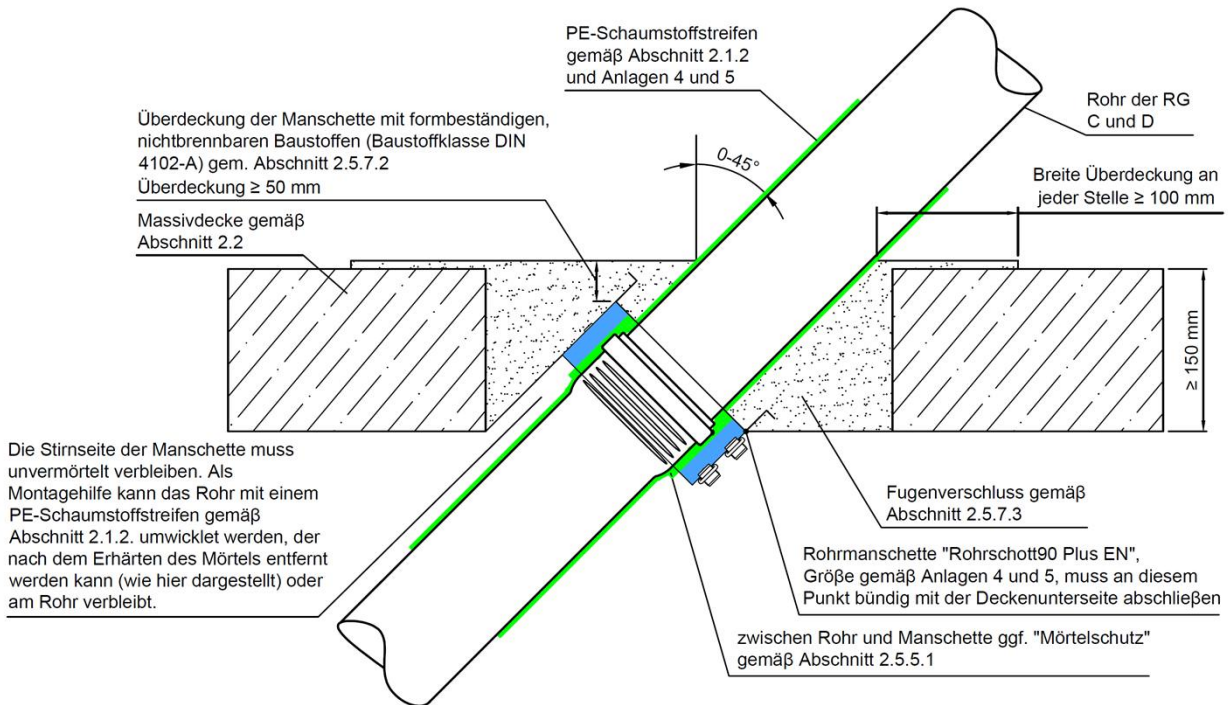 PE-Schaumstoffstreifen
gemäß Abschnitt 2.1.2
und Anlagen 4 und 5
Überdeckung der Manschette mit formbeständigen,
nichtbrennbaren Baustoffen (Baustoffklasse DIN
4102-A) gem. Abschnitt 2.5.7.2
Überdeckung ≥ 50 mm
Massivdecke gemäß
Abschnitt 2.2
0-45°
Rohr der RG
C und D
Breite Überdeckung an
jeder Stelle ≥ 100 mm
≥ 150 mm
Die Stirnseite der Manschette muss
unvermörtelt verbleiben. Als
Montagehilfe kann das Rohr mit einem
PE-Schaumstoffstreifen gemäß
Abschnitt 2.1.2. umwicklet werden, der
nach dem Erhärten des Mörtels entfernt
werden kann (wie hier dargestellt) oder
am Rohr verbleibt.
Fugenverschluss gemäß
Abschnitt 2.5.7.3
Rohrmanschette "Rohrschott90 Plus EN",
Größe gemäß Anlagen 4 und 5, muss an diesem
Punkt bündig mit der Deckenunterseite abschließen
zwischen Rohr und Manschette ggf. "Mörtelschutz"
gemäß Abschnitt 2.5.5.1